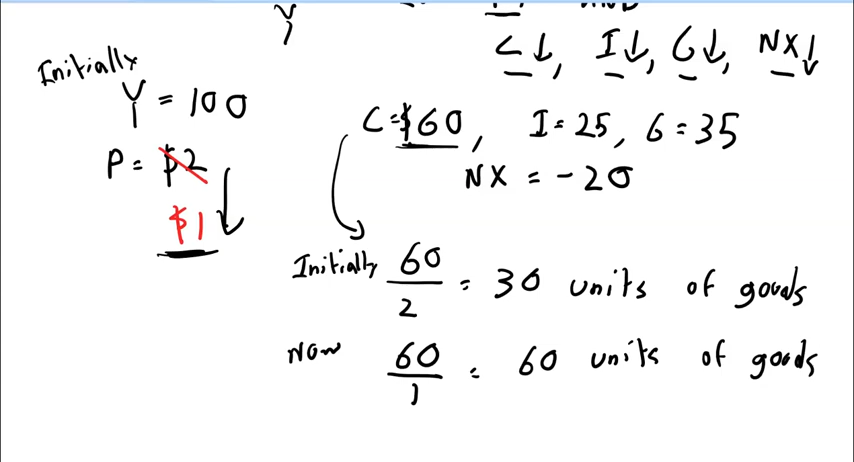 Y
C↓, I↓, G↓, NX↓
Initially
Y = 100
P = $2
$1
C = $60, I = 25, G = 35
NX = -20
Initially 60/2 = 30 units of goods
Now 60/1 = 60 units of goods